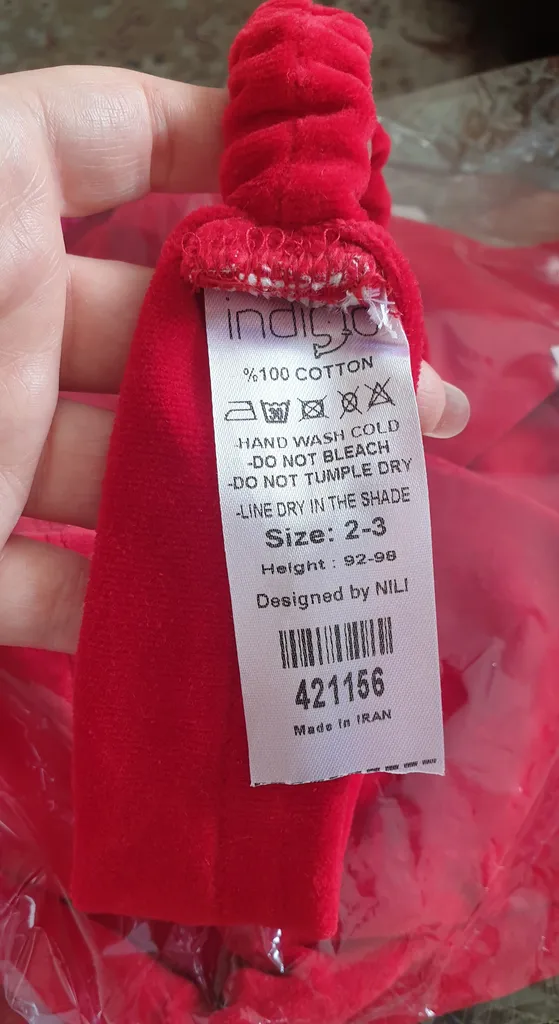 indigo
%100 COTTON
30
-HAND WASH COLD
-DO NOT BLEACH
-DO NOT TUMPLE DRY
-LINE DRY IN THE SHADE
Size: 2-3
Height : 92-98
Designed by NILI
421156
Made in IRAN